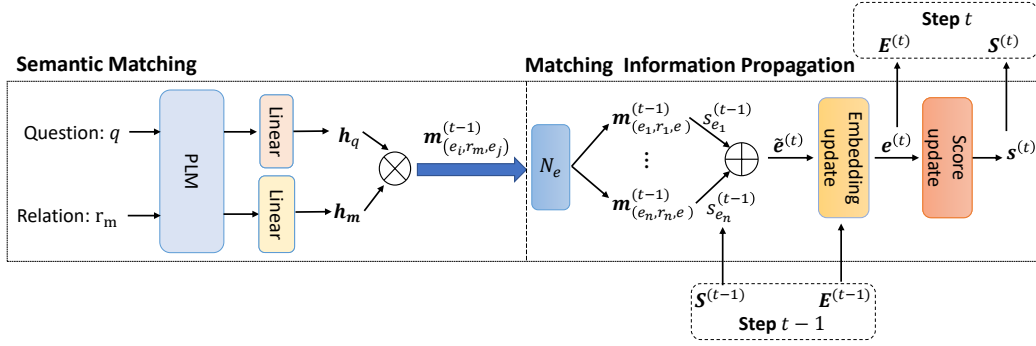 Step t
E^(t) S^(t)
Semantic Matching
Matching Information Propagation
Question: q
PLM
Linear
h_q
m^(t−1)_(e_i,r_m,e_j)
Relation: r_m
Linear
h_m
N_e
m^(t−1)_(e_1,r_1,e) s^(t−1)_e_1
⋮
m^(t−1)_(e_n,r_n,e) s^(t−1)_e_n
ẽ^(t)
Embedding
update
e^(t)
Score
update
s^(t)
S^(t−1) E^(t−1)
Step t − 1